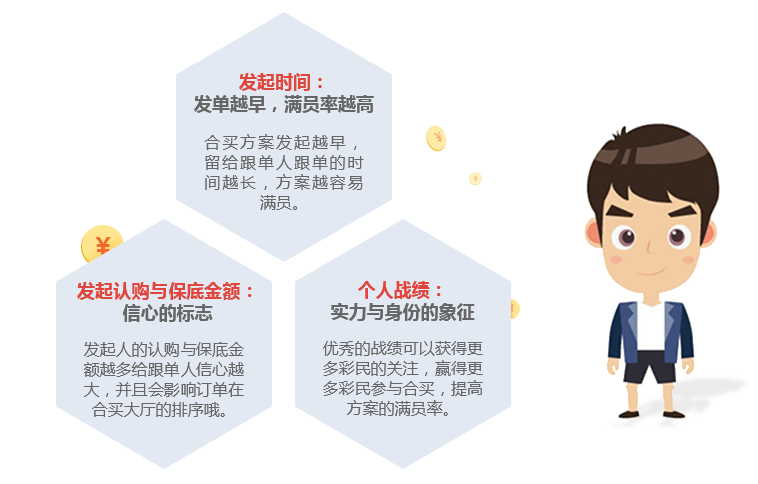 发起时间：
发单越早，满员率越高
合买方案发起越早，
留给跟单人跟单的时
间越长，方案越容易
满员。
¥
¥
¥
发起认购与保底金额：
信心的标志
发起人的认购与保底金
额越多给跟单人信心越
大，并且会影响订单在
合买大厅的排序哦。
个人战绩：
实力与身份的象征
优秀的战绩可以获得更
多彩民的关注，赢得更
多彩民参与合买，提高
方案的满员率。